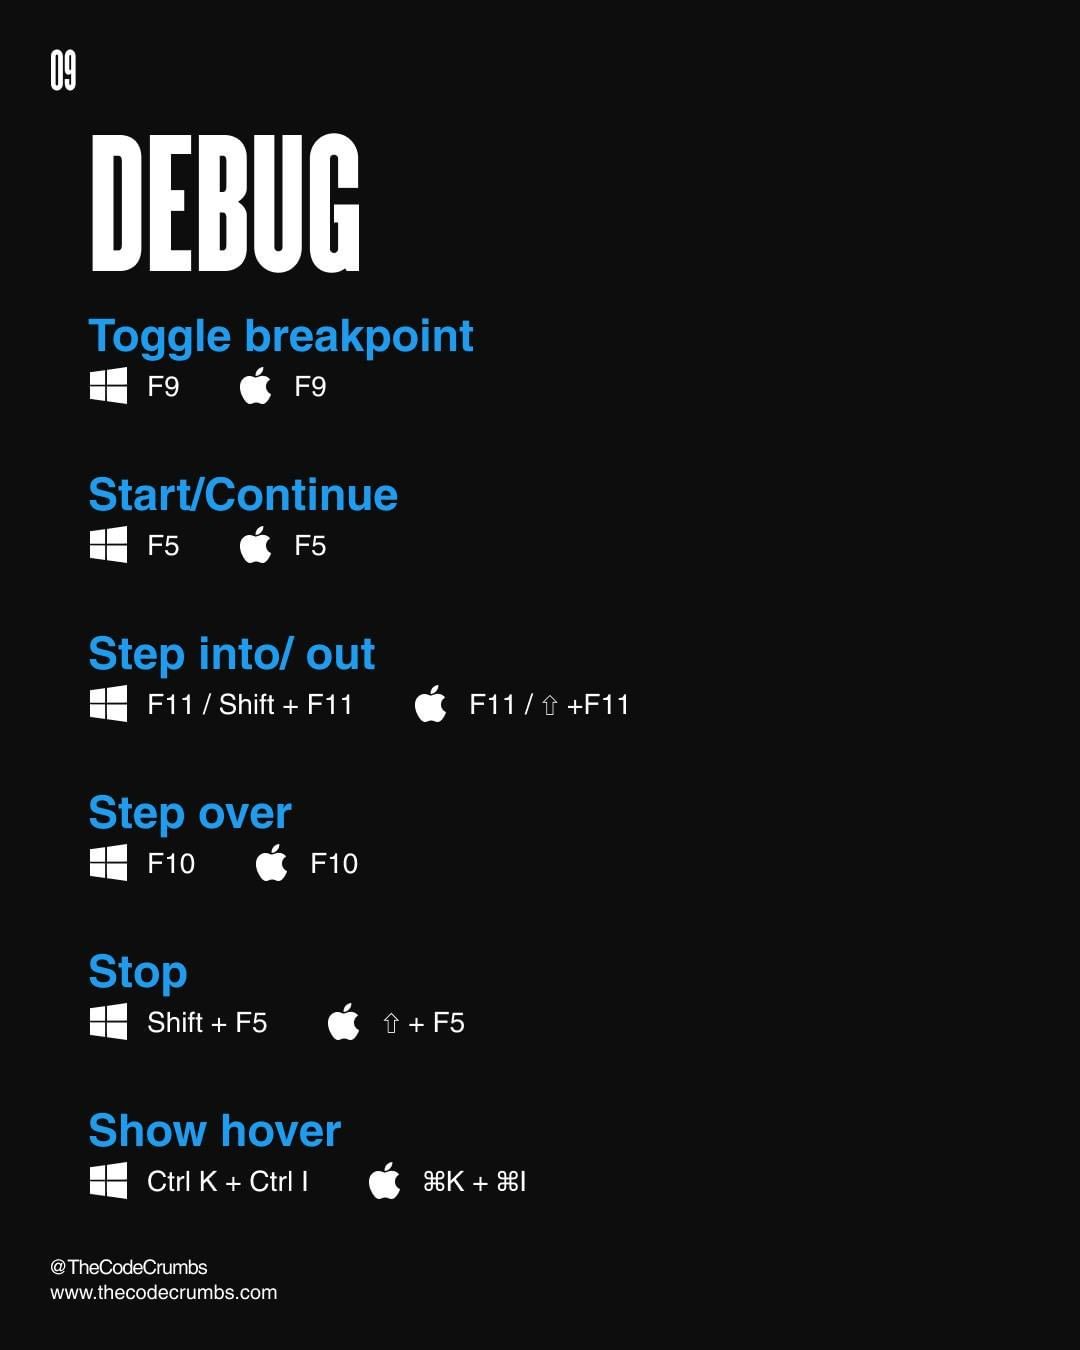 09
DEBUG
Toggle breakpoint
F9 F9
Start/Continue
F5 F5
Step into/ out
F11 / Shift + F11 F11 / ⇧ +F11
Step over
F10 F10
Stop
Shift + F5 ⇧ + F5
Show hover
Ctrl K + Ctrl I ⌘K + ⌘I
@TheCodeCrumbs
www.thecodecrumbs.com